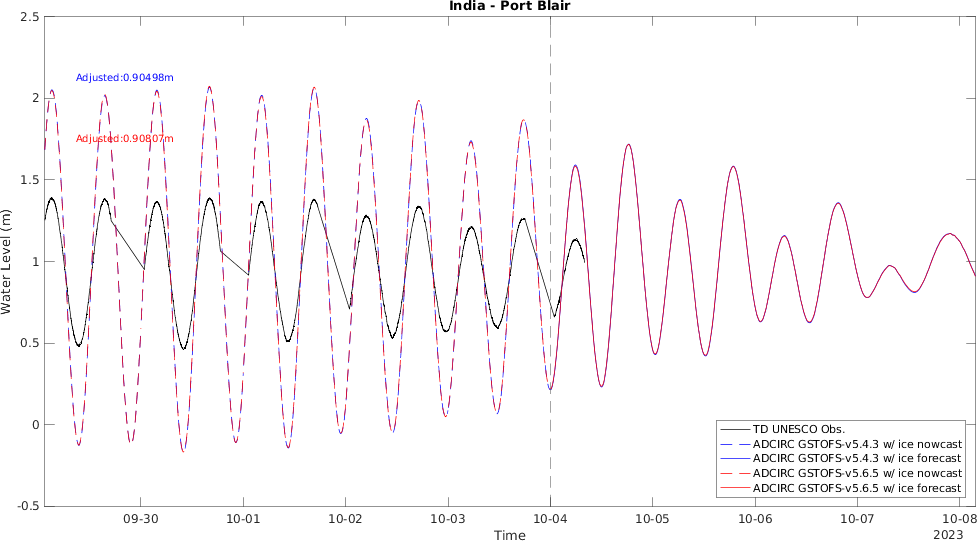 India - Port Blair
2.5
2
1.5
1
0.5
0
-0.5
Water Level (m)
Adjusted:0.90498m
Adjusted:0.90807m
TD UNESCO Obs.
ADCIRC GSTOFS-v5.4.3 w/ ice nowcast
ADCIRC GSTOFS-v5.4.3 w/ ice forecast
ADCIRC GSTOFS-v5.6.5 w/ ice nowcast
ADCIRC GSTOFS-v5.6.5 w/ ice forecast
09-30 10-01 10-02 10-03 10-04 10-05 10-06 10-07 10-08
2023
Time